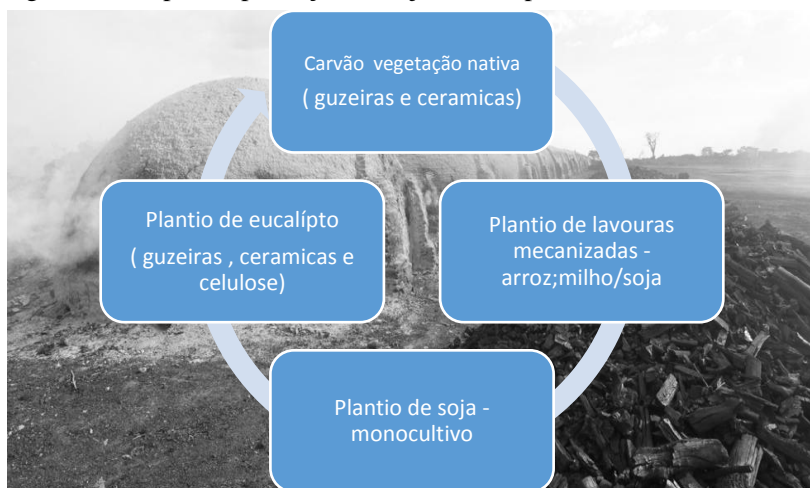 Carvão vegetação nativa
( guzeiras e ceramicas)
Plantio de eucalípto
( guzeiras , ceramicas e
celulose)
Plantio de lavouras
mecanizadas -
arroz;milho/soja
Plantio de soja -
monocultivo